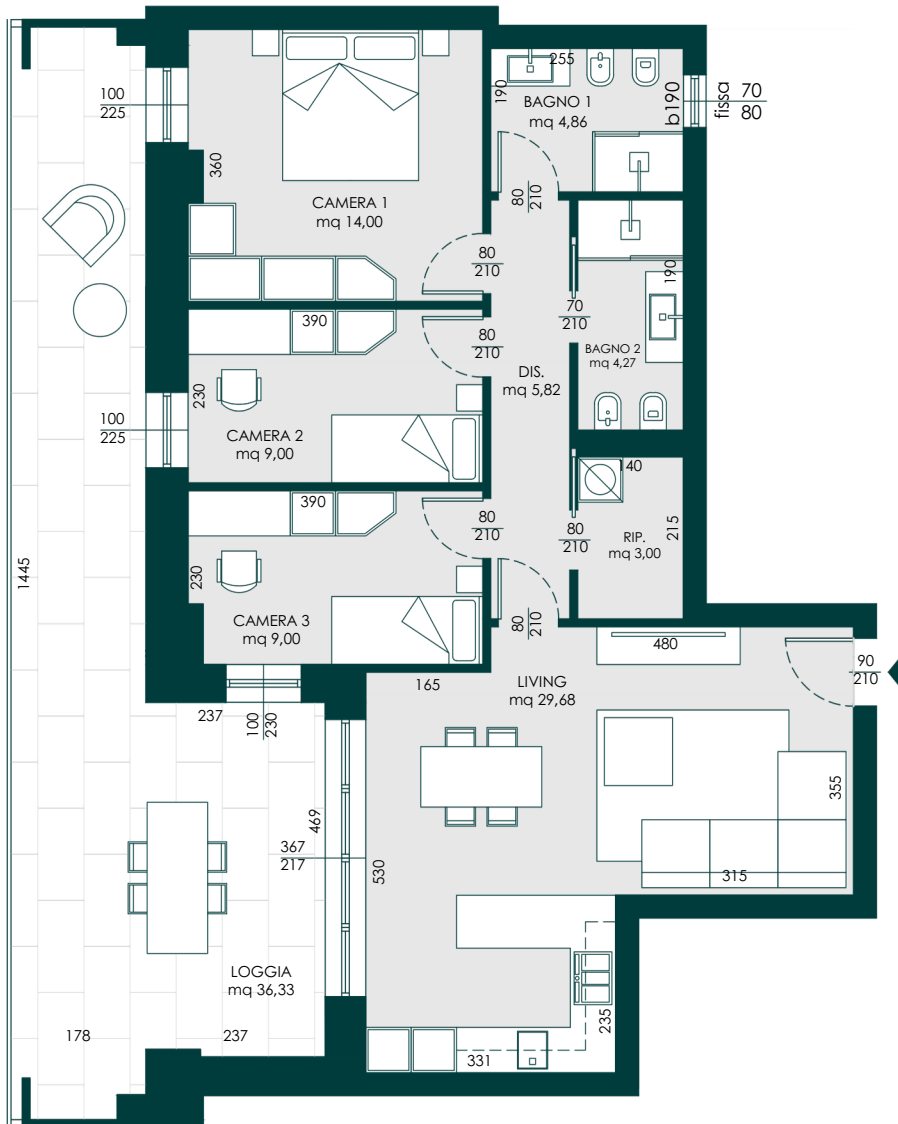 255
100
225
190
BAGNO 1
mq 4,86
b190
fissa
70
80
360
CAMERA 1
mq 14,00
80
210
80
210
190
70
210
390
80
210
BAGNO 2
mq 4,27
DIS.
mq 5,82
230
100
225
CAMERA 2
mq 9,00
140
390
80
210
80
210
215
RIP.
mq 3,00
1445
230
CAMERA 3
mq 9,00
80
210
480
90
210
165
LIVING
mq 29,68
237
100
230
355
469
367
217
530
315
LOGGIA
mq 36,33
235
178
237
331